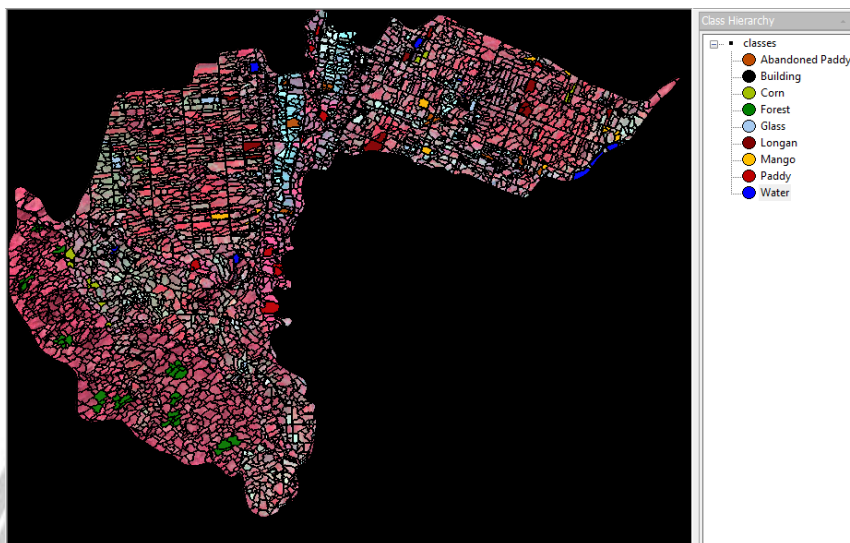 Class Hierarchy
classes
Abandoned Paddy
Building
Corn
Forest
Glass
Longan
Mango
Paddy
Water